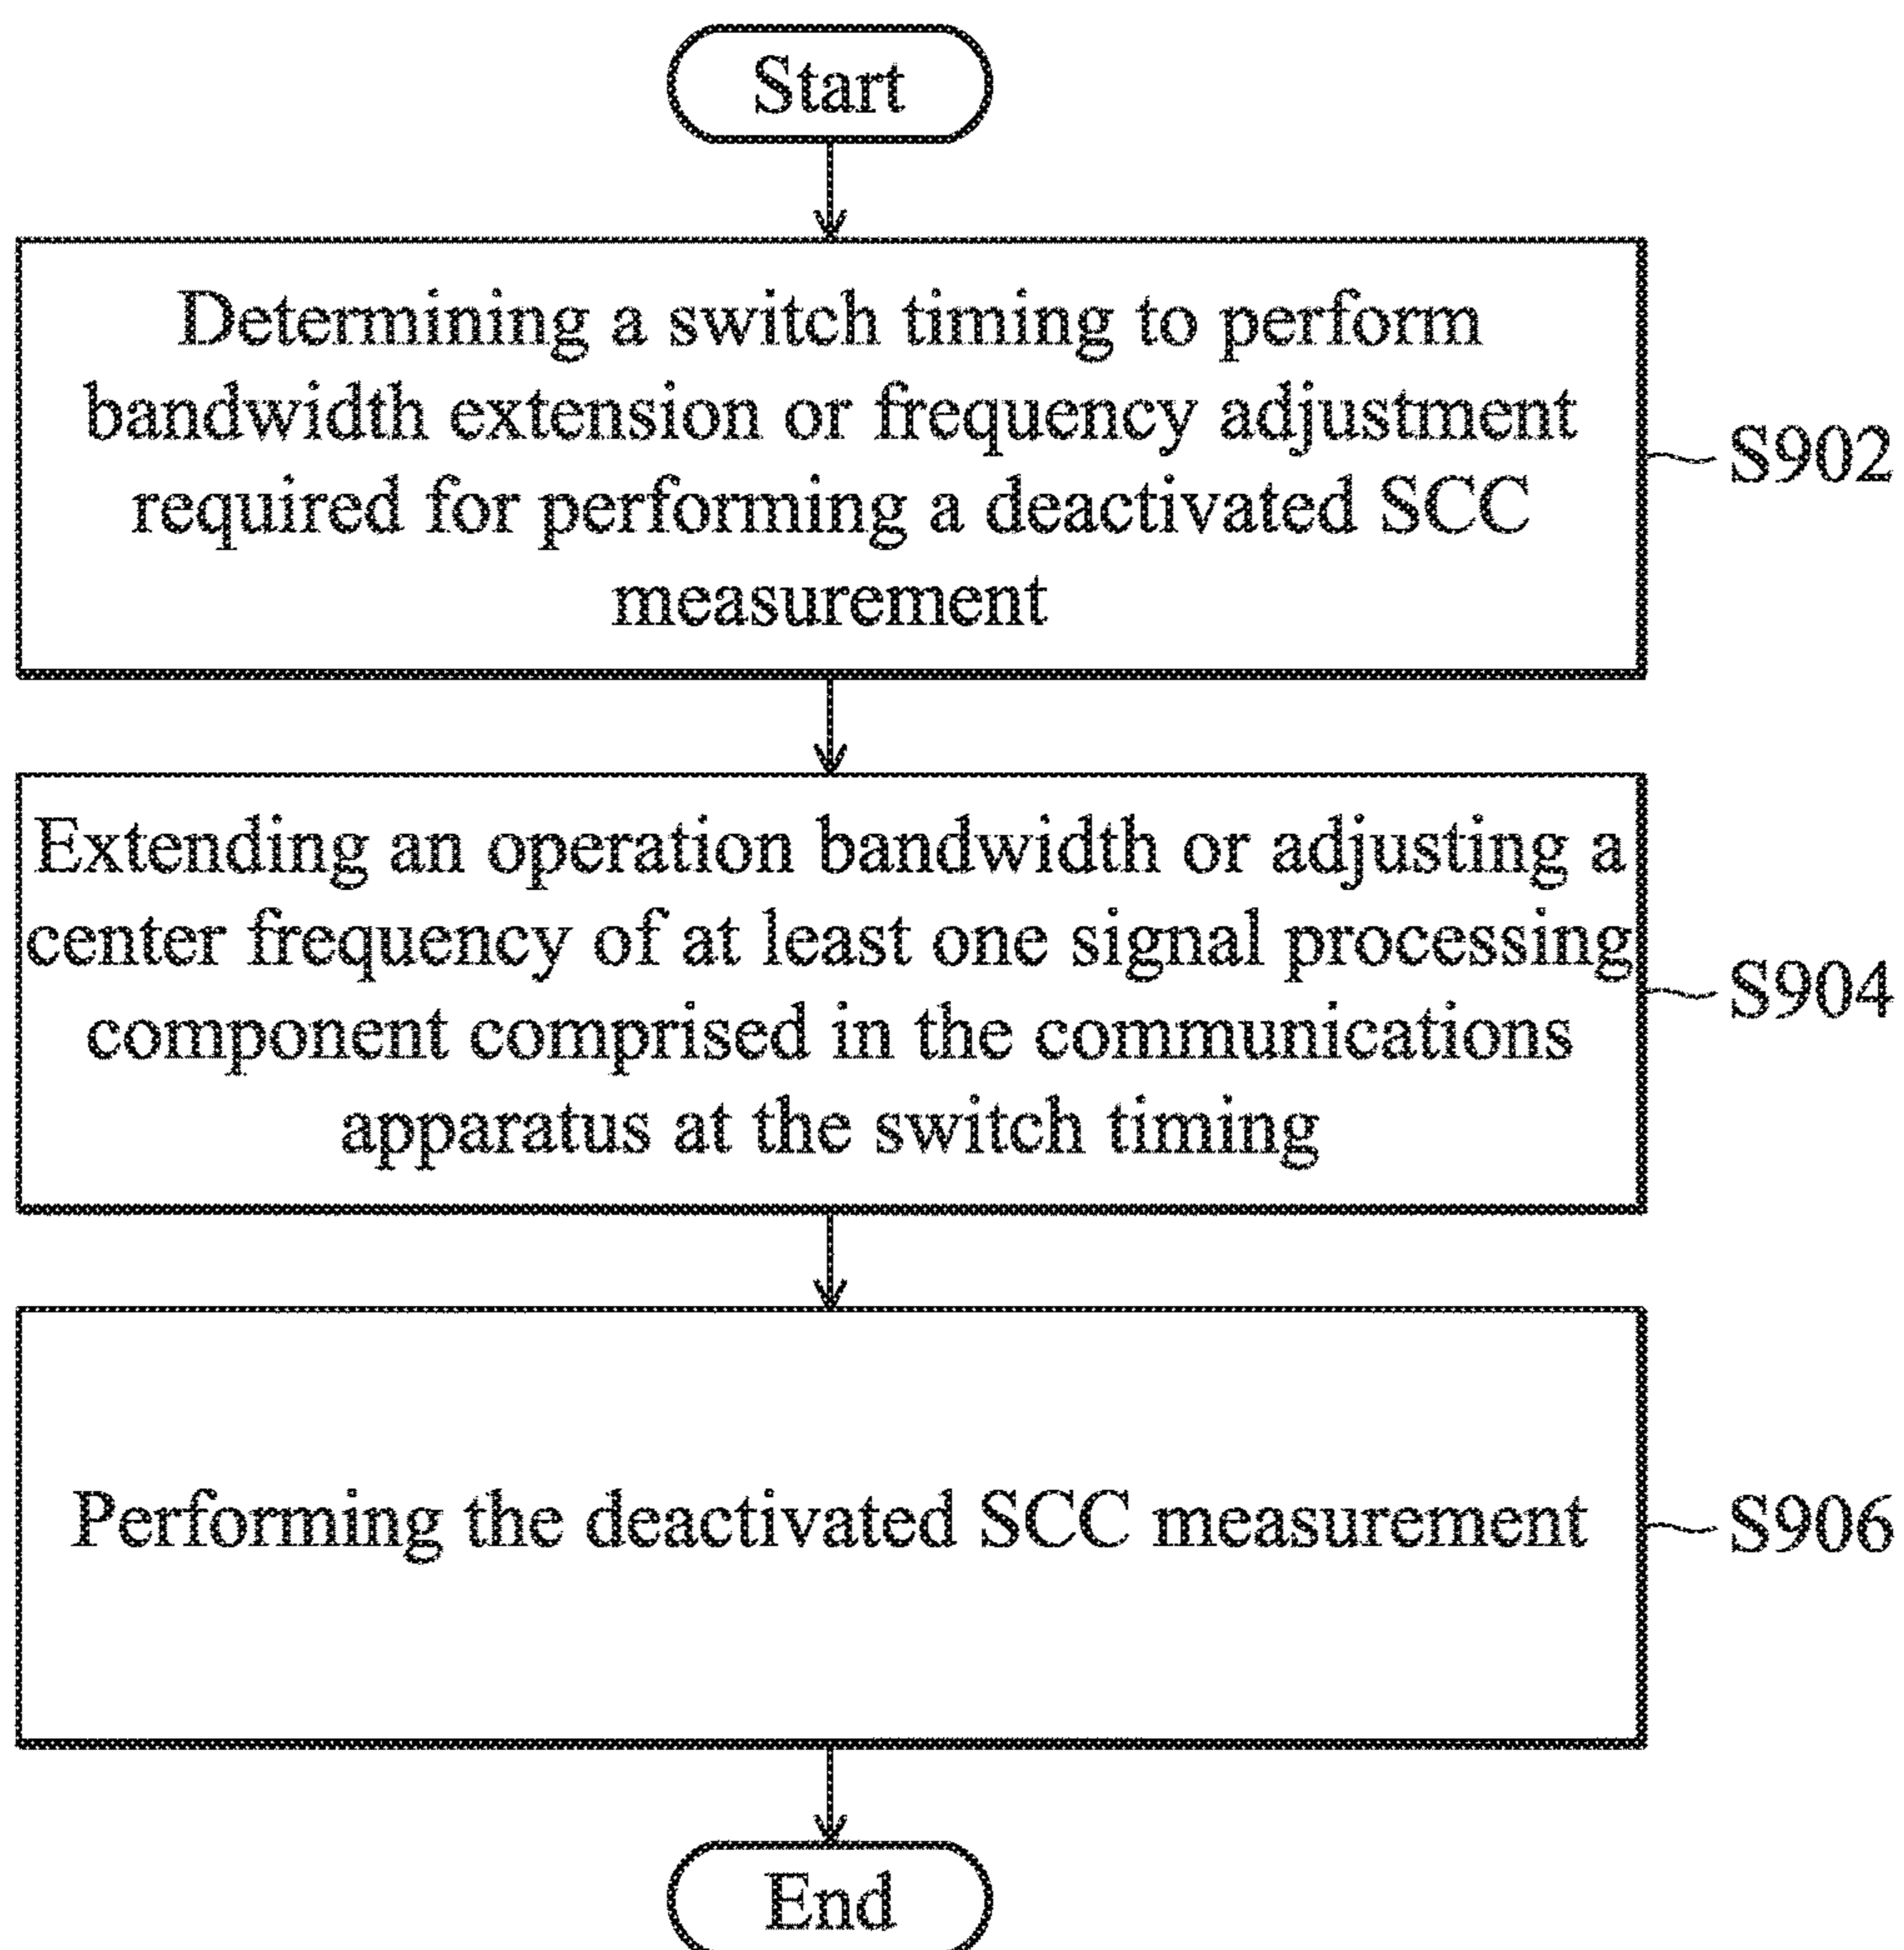 Start
Determining a switch timing to perform
bandwidth extension or frequency adjustment
required for performing a deactivated SCC
measurement
S902
Extending an operation bandwidth or adjusting a
center frequency of at least one signal processing
component comprised in the communications
apparatus at the switch timing
S904
Performing the deactivated SCC measurement
S906
End